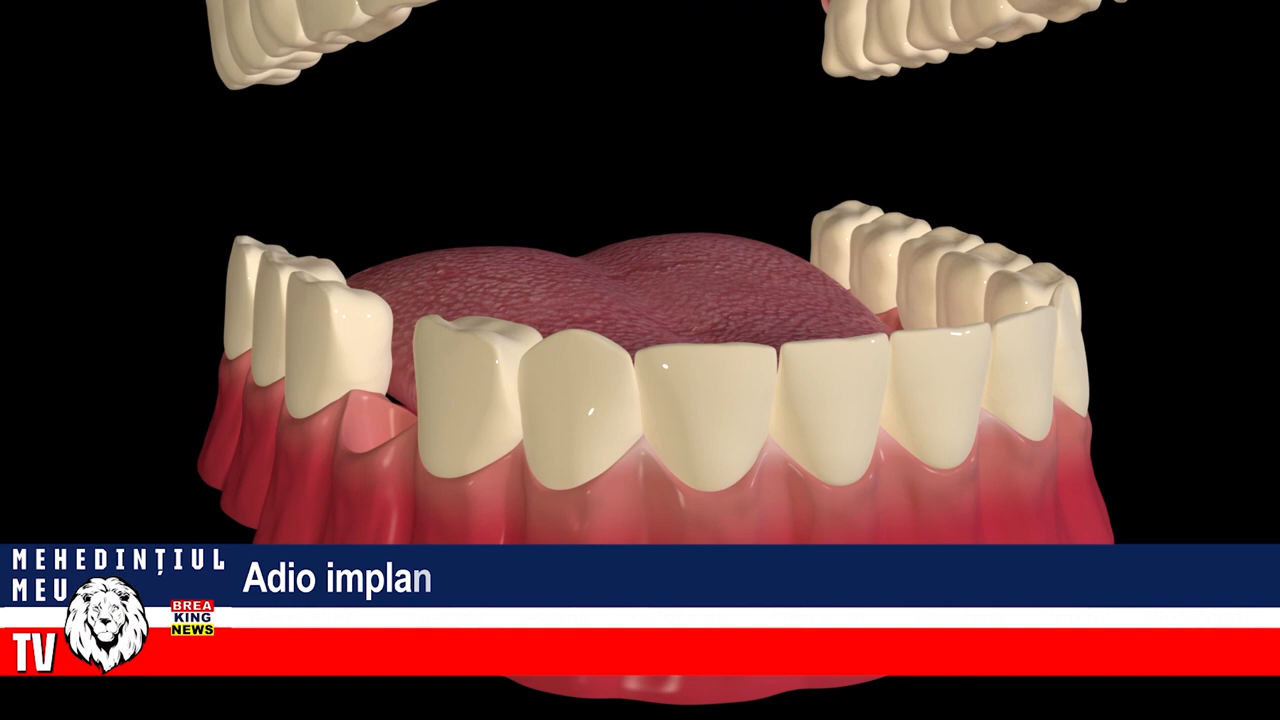 MEHEDINȚIUL
MEU
Adio implan
BREA
KING
NEWS
TV